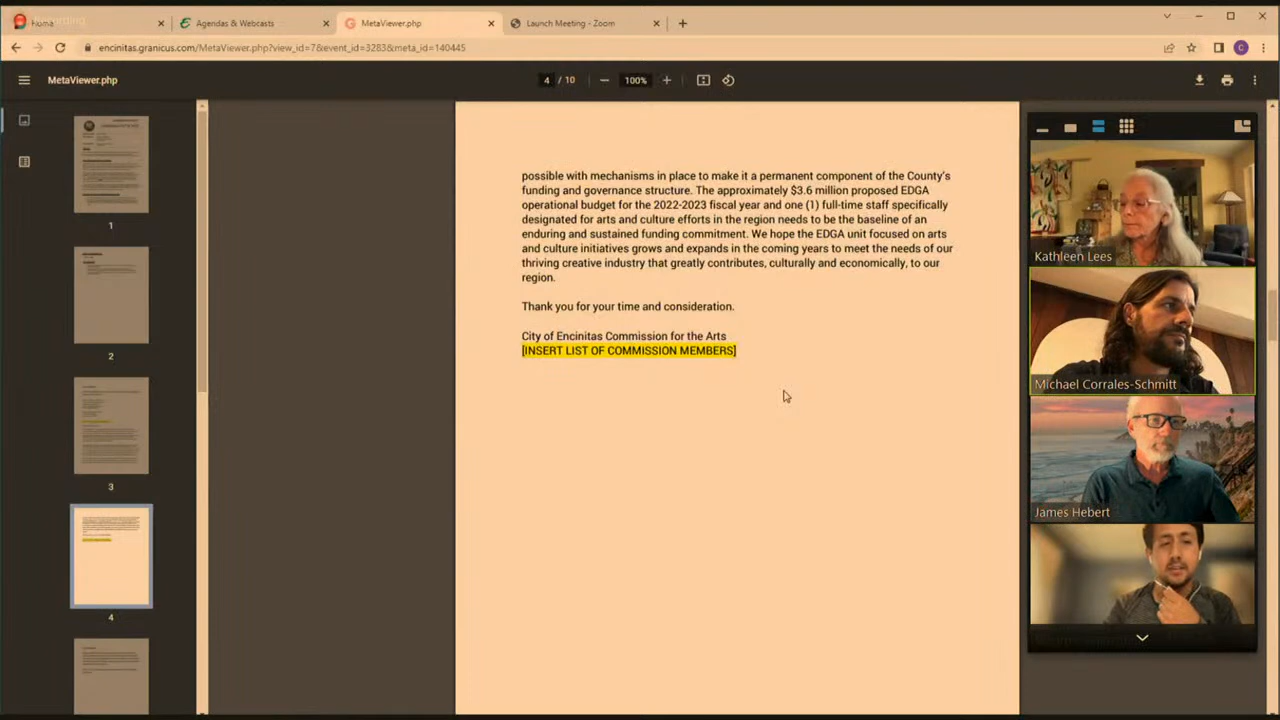 Recording
Agendas & Webcasts
MetaViewer.php
Launch Meeting - Zoom
encinitas.granicus.com/MetaViewer.php?view_id=7&event_id=3283&meta_id=140445
C
MetaViewer.php
4 / 10
100%
possible with mechanisms in place to make it a permanent component of the County's
funding and governance structure. The approximately $3.6 million proposed EDGA
operational budget for the 2022-2023 fiscal year and one (1) full-time staff specifically
designated for arts and culture efforts in the region needs to be the baseline of an
enduring and sustained funding commitment. We hope the EDGA unit focused on arts
and culture initiatives grows and expands in the coming years to meet the needs of our
thriving creative industry that greatly contributes, culturally and economically, to our
region.
Thank you for your time and consideration.
City of Encinitas Commission for the Arts
[INSERT LIST OF COMMISSION MEMBERS]
1
2
3
4
Kathleen Lees
Michael Corrales-Schmitt
James Hebert